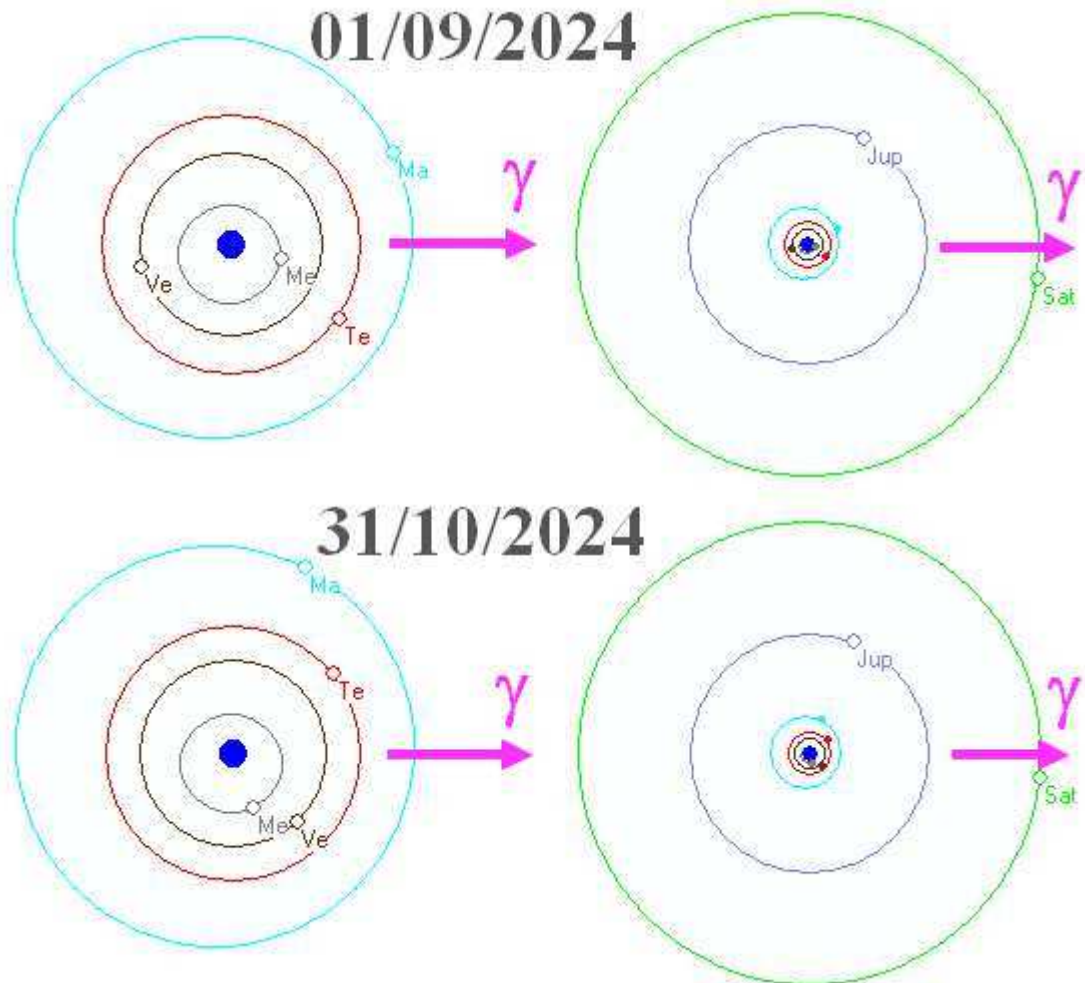 01/09/2024
Ma
γ
Ve
Me
Te
Jup
γ
Sat
31/10/2024
Ma
Te
γ
Me
Ve
Jup
γ
Sat